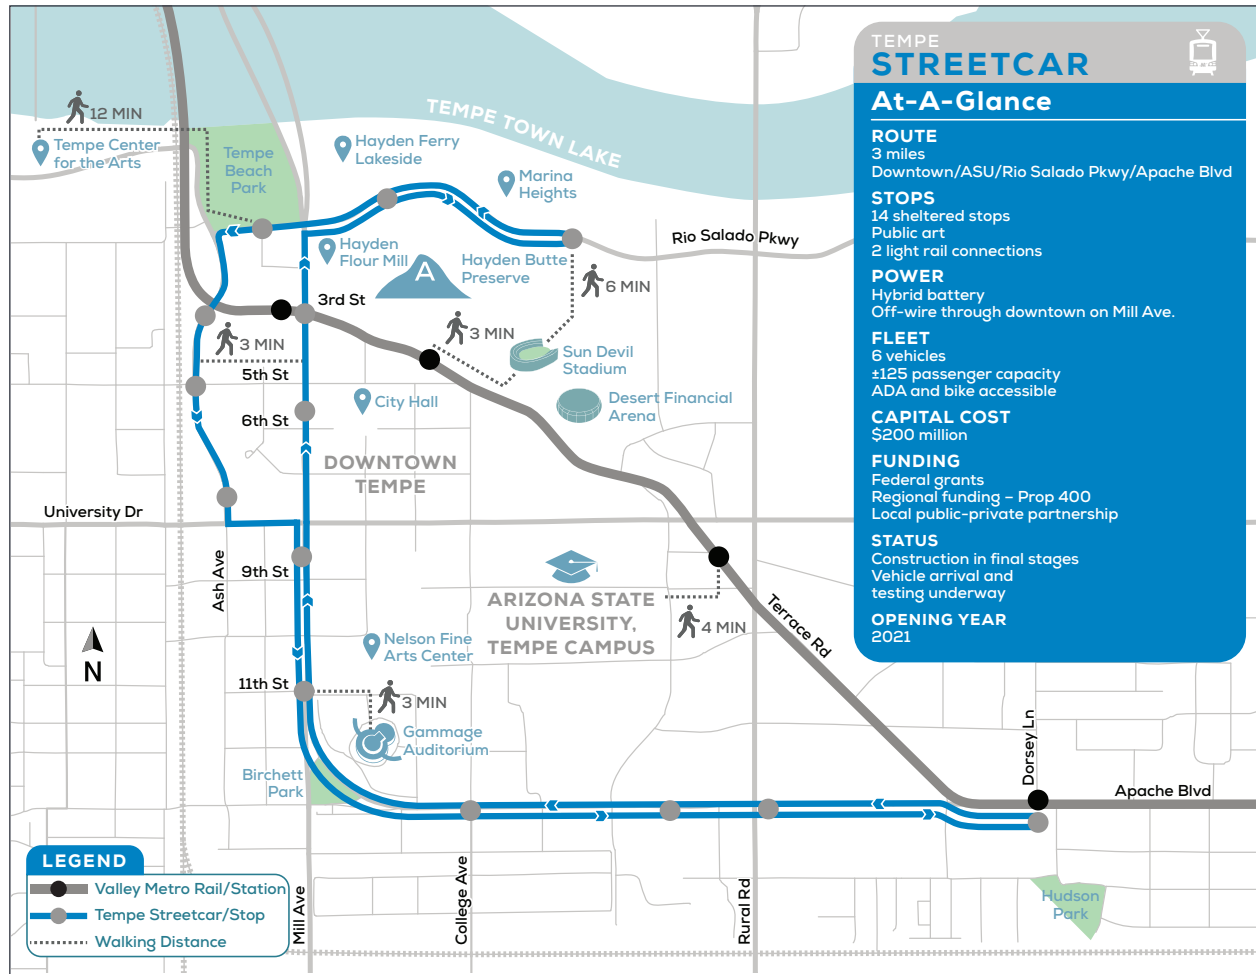 TEMPE
STREETCAR
At-A-Glance
ROUTE
3 miles
Downtown/ASU/Rio Salado Pkwy/Apache Blvd
STOPS
14 sheltered stops
Public art
2 light rail connections
POWER
Hybrid battery
Off-wire through downtown on Mill Ave.
FLEET
6 vehicles
±125 passenger capacity
ADA and bike accessible
CAPITAL COST
$200 million
FUNDING
Federal grants
Regional funding – Prop 400
Local public-private partnership
STATUS
Construction in final stages
Vehicle arrival and
testing underway
OPENING YEAR
2021
12 MIN
Tempe Center
for the Arts
Tempe
Beach
Park
Hayden Ferry
Lakeside
TEMPE TOWN LAKE
Marina
Heights
Rio Salado Pkwy
Hayden
Flour Mill
A
Hayden Butte
Preserve
6 MIN
3rd St
3 MIN
3 MIN
Sun Devil
Stadium
5th St
City Hall
Desert Financial
Arena
6th St
DOWNTOWN
TEMPE
University Dr
Ash Ave
9th St
ARIZONA STATE
UNIVERSITY,
TEMPE CAMPUS
4 MIN
Terrace Rd
N
Nelson Fine
Arts Center
11th St
3 MIN
Gammage
Auditorium
Birchett
Park
Dorsey Ln
Apache Blvd
Mill Ave
College Ave
Rural Rd
Hudson
Park
LEGEND
Valley Metro Rail/Station
Tempe Streetcar/Stop
Walking Distance